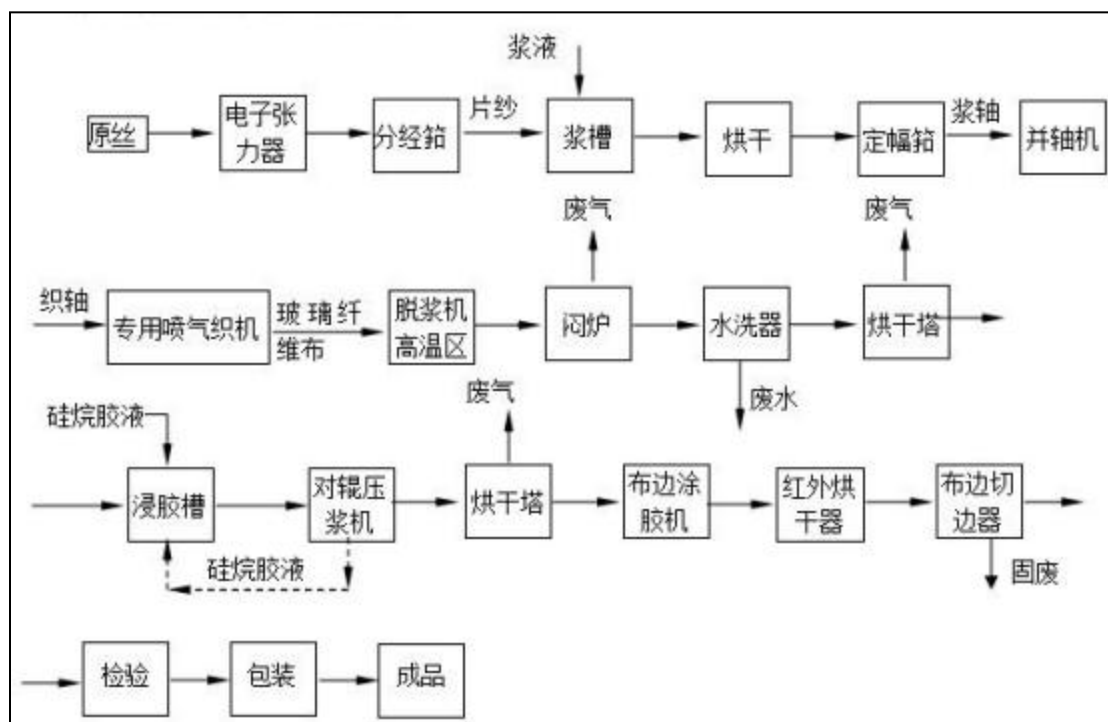 浆液
原丝
电子张
力器
分经筘
片纱
浆槽
烘干
定幅筘
浆轴
并轴机
废气
废气
织轴
专用喷气织机
玻璃纤
维布
脱浆机
高温区
闷炉
水洗器
烘干塔
废水
硅烷胶液
废气
浸胶槽
对辊压
浆机
烘干塔
布边涂
胶机
红外烘
干器
布边切
边器
硅烷胶液
固废
检验
包装
成品